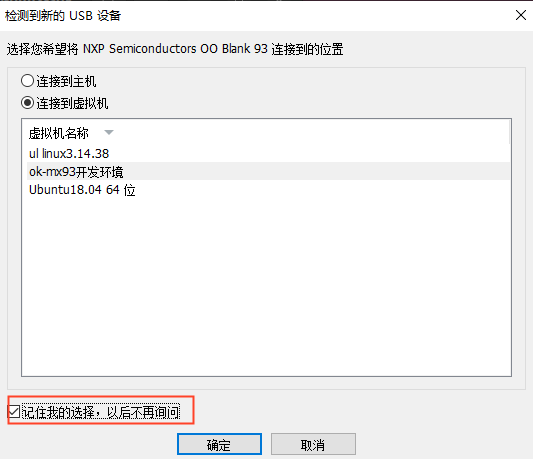 检测到新的 USB 设备
选择您希望将 NXP Semiconductors OO Blank 93 连接到的位置
连接到主机
连接到虚拟机
虚拟机名称
ul linux3.14.38
ok-mx93开发环境
Ubuntu18.04 64 位
记住我的选择，以后不再询问
确定
取消